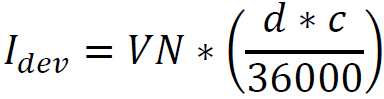 I_dev = VN * (d * c / 36000)